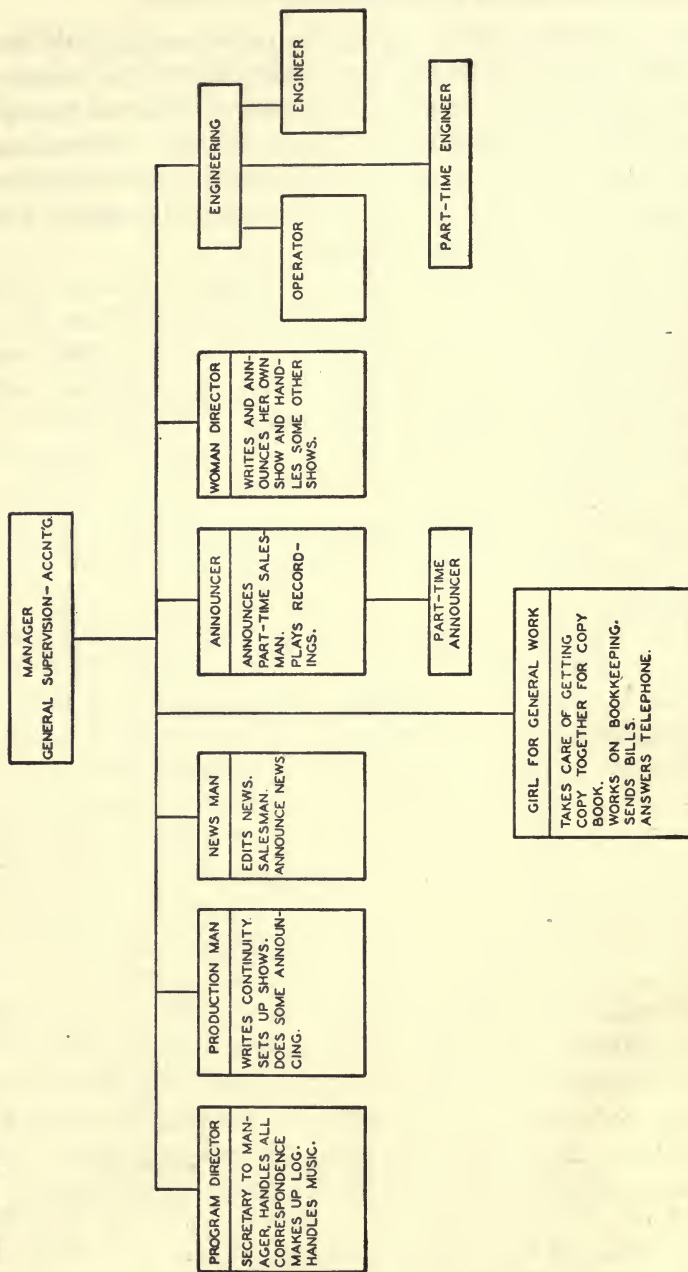 MANAGER
GENERAL SUPERVISION-ACCNT'G.
PROGRAM DIRECTOR
SECRETARY TO MAN-
AGER, HANDLES ALL
CORRESPONDENCE
MAKES UP LOG.
HANDLES MUSIC.
PRODUCTION MAN
WRITES CONTINUITY.
SETS UP SHOWS.
DOES SOME ANNOUN-
CING.
NEWS MAN
EDITS NEWS.
SALESMAN.
ANNOUNCE NEWS
ANNOUNCER
ANNOUNCES
PART-TIME SALES-
MAN.
PLAYS RECORD-
INGS.
PART-TIME
ANNOUNCER
WOMAN DIRECTOR
WRITES AND ANN-
OUNCES HER OWN
SHOW AND HAND-
LES SOME OTHER
SHOWS.
ENGINEERING
OPERATOR
ENGINEER
PART-TIME ENGINEER
GIRL FOR GENERAL WORK
TAKES CARE OF GETTING
COPY TOGETHER FOR COPY
BOOK.
WORKS ON BOOKKEEPING.
SENDS BILLS.
ANSWERS TELEPHONE.